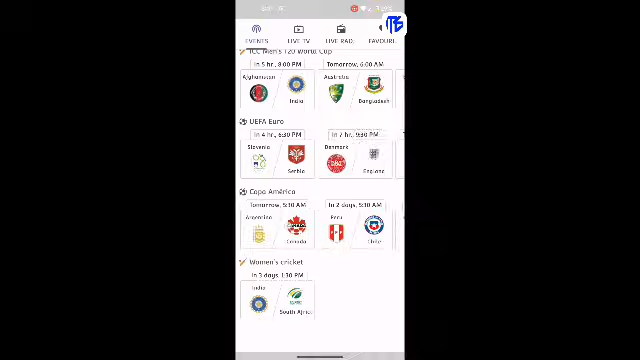 EVENTS
LIVE TV
LIVE RAD.
FAVOURI.
ICC Men's T20 World Cup
In 5 hr., 8:00 PM
Tomorrow, 6:00 AM
Afghanistan
India
Australia
Bangladesh
UEFA Euro
In 4 hr., 6:30 PM
In 7 hr., 9:30 PM
Slovenia
Serbia
Denmark
England
Copa América
Tomorrow, 5:30 AM
In 2 days, 5:30 AM
Argentina
Canada
Peru
Chile
Women's cricket
In 3 days, 1:30 PM
India
South Afric